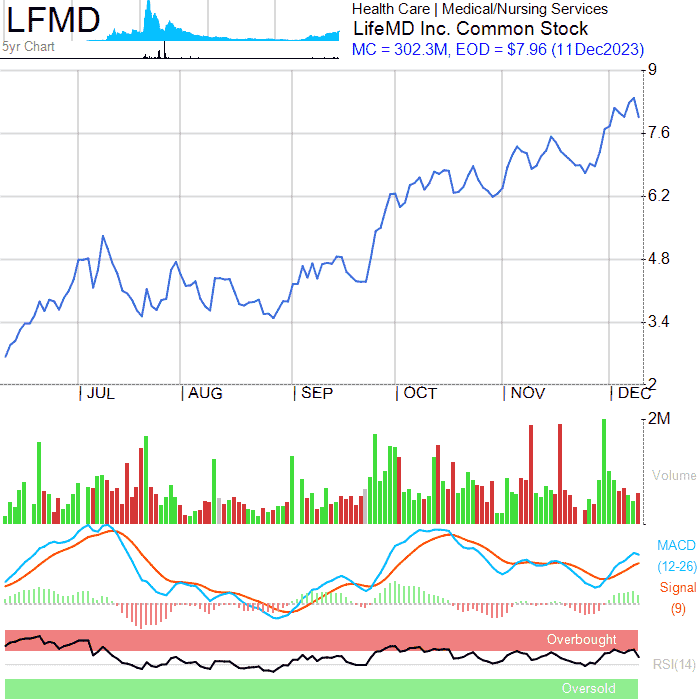 LFMD
5yr Chart
Health Care | Medical/Nursing Services
LifeMD Inc. Common Stock
MC = 302.3M, EOD = $7.96 (11Dec2023)
9
7.6
6.2
4.8
3.4
2
| JUL | AUG | SEP | OCT | NOV | DEC
2M
Volume
MACD
(12-26)
Signal
(9)
Overbought
RSI(14)
Oversold